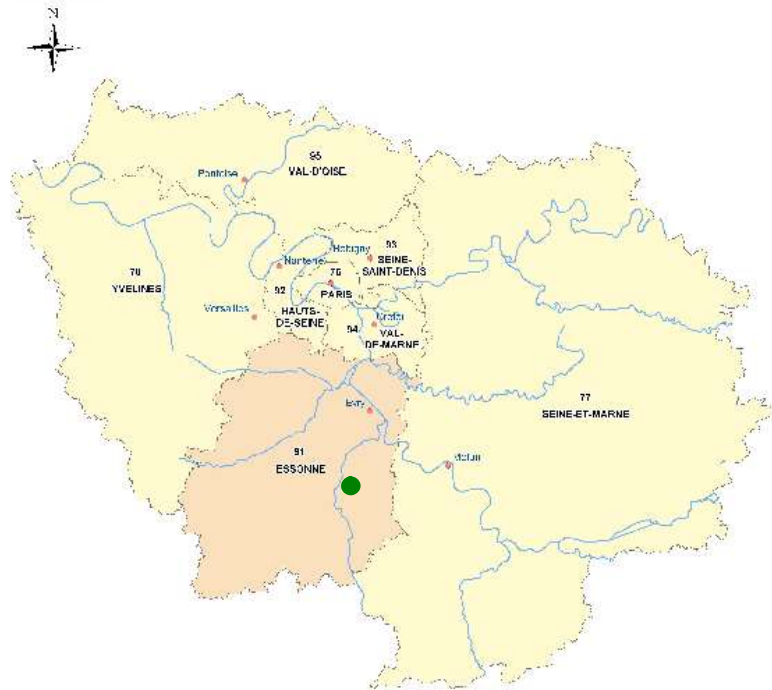 N
95
VAL-D'OISE
Pontoise
Bobigny
93
SEINE-
SAINT-DENIS
Nanterre
78
YVELINES
75
PARIS
92
HAUTS-
DE-SEINE
Versailles
Créteil
94
VAL-
DE-MARNE
77
SEINE-ET-MARNE
Evry
91
ESSONNE
Melun